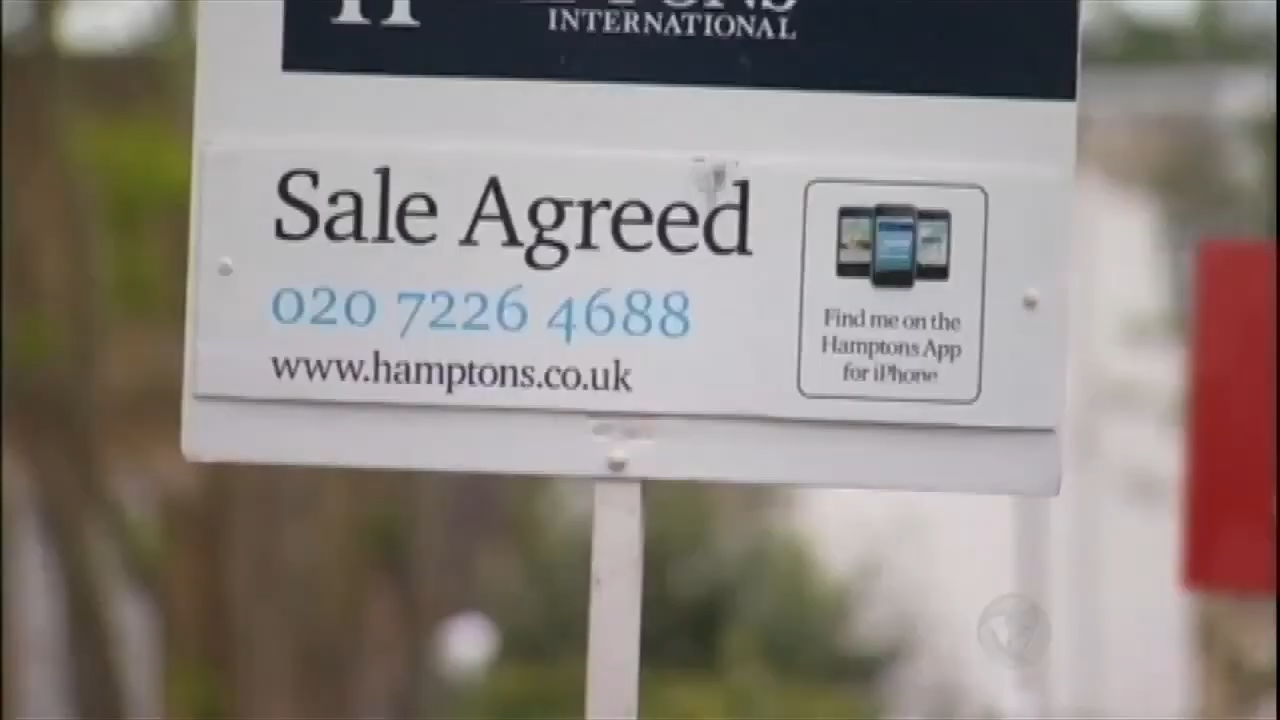 INTERNATIONAL
Sale Agreed
020 7226 4688
www.hamptons.co.uk
Find me on the
Hamptons App
for iPhone